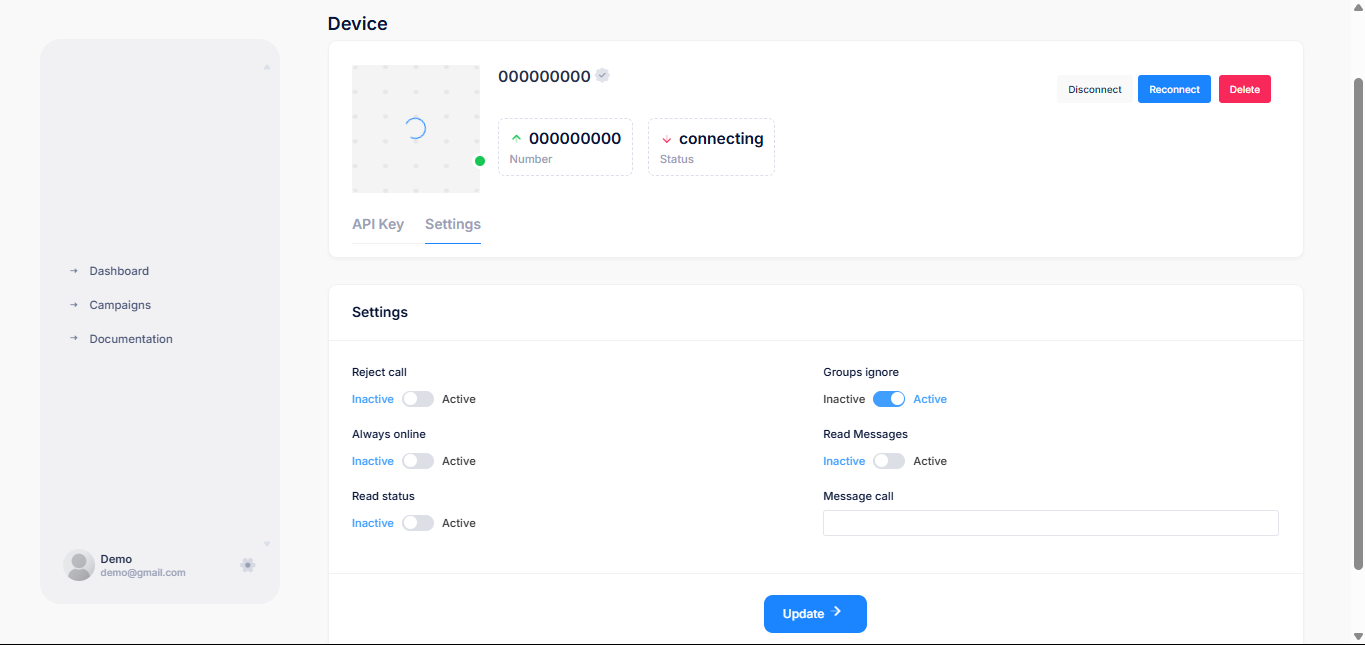 Device
000000000
Disconnect
Reconnect
Delete
000000000
Number
connecting
Status
API Key
Settings
Dashboard
Campaigns
Documentation
Demo
demo@gmail.com
Settings
Reject call
Inactive Active
Groups ignore
Inactive Active
Always online
Inactive Active
Read Messages
Inactive Active
Read status
Inactive Active
Message call
Update